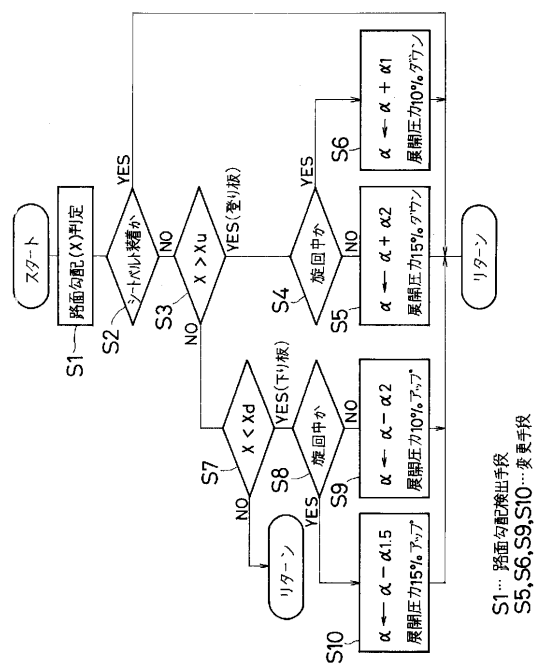 スタート
S1
路面勾配(X)判定
S2
シートベルト装着か
YES
NO
S3
X > Xu
NO
YES(登り板)
S7
X < Xd
NO
YES(下り板)
リターン
S4
旋回中か
YES
NO
S8
旋回中か
YES
NO
S10
α ← α − α1.5
展開圧力15%アップ
S9
α ← α − α2
展開圧力10%アップ
S5
α ← α + α2
展開圧力15%ダウン
S6
α ← α + α1
展開圧力10%ダウン
リターン
S1… 路面勾配検出手段
S5,S6,S9,S10…変更手段